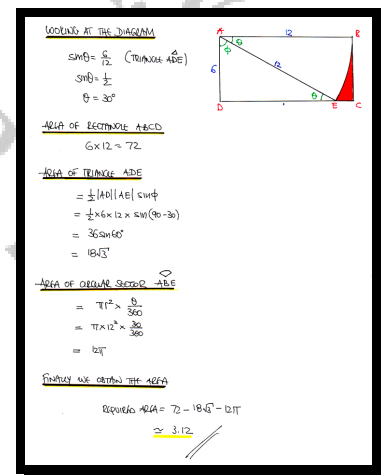 LOOKING AT THE DIAGRAM
sinθ = 6/12 (TRIANGLE ADE)
sinθ = 1/2
θ = 30°
A 12 B
θ
φ
6
12
θ
D E C
AREA OF RECTANGLE ABCD
6×12 = 72
AREA OF TRIANGLE ADE
= 1/2 |AD||AE| sinφ
= 1/2 × 6 × 12 × sin(90-30)
= 36 sin60°
= 18√3
AREA OF CIRCULAR SECTOR ABE
= πr² × θ/360
= π×12² × 30/360
= 12π
FINALLY WE OBTAIN THE AREA
REQUIRED AREA = 72 - 18√3 - 12π
≃ 3.12